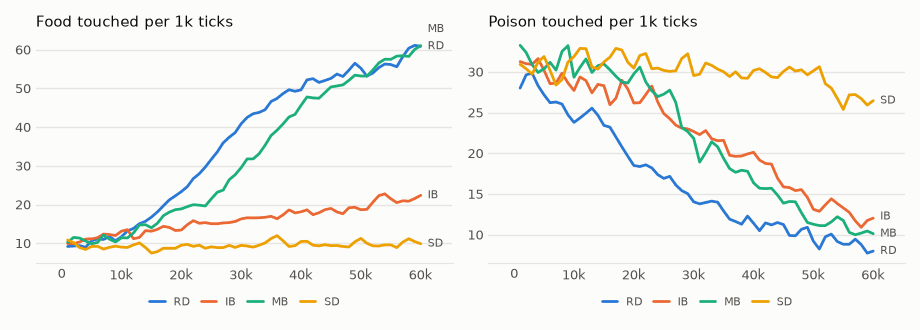 Food touched per 1k ticks
MB
RD
60
50
40
30
20
10
IB
SD
0 10k 20k 30k 40k 50k 60k
RD IB MB SD
Poison touched per 1k ticks
30
25
20
15
10
SD
IB
MB
RD
0 10k 20k 30k 40k 50k 60k
RD IB MB SD